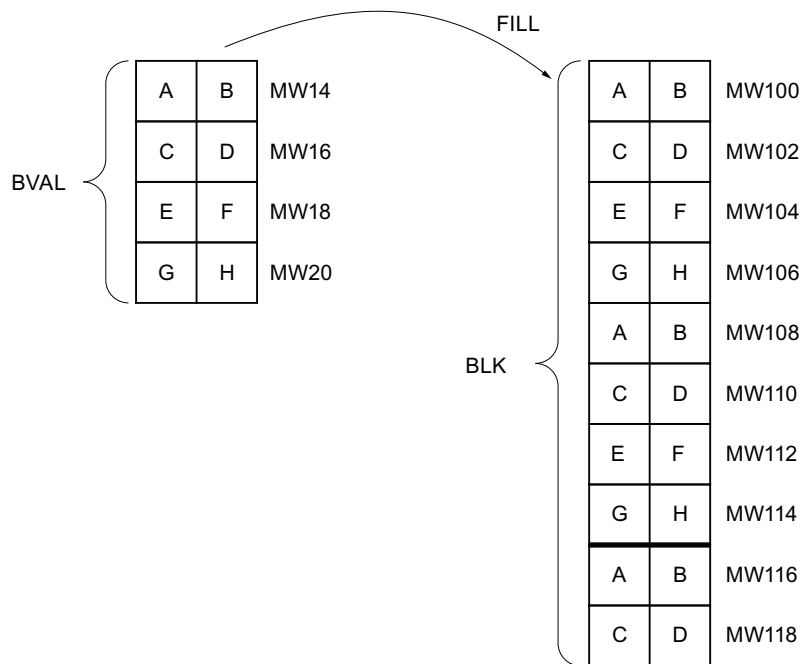 FILL
A B MW14 A B MW100
C D MW16 C D MW102
BVAL
E F MW18 E F MW104
G H MW20 G H MW106
A B MW108
BLK
C D MW110
E F MW112
G H MW114
A B MW116
C D MW118